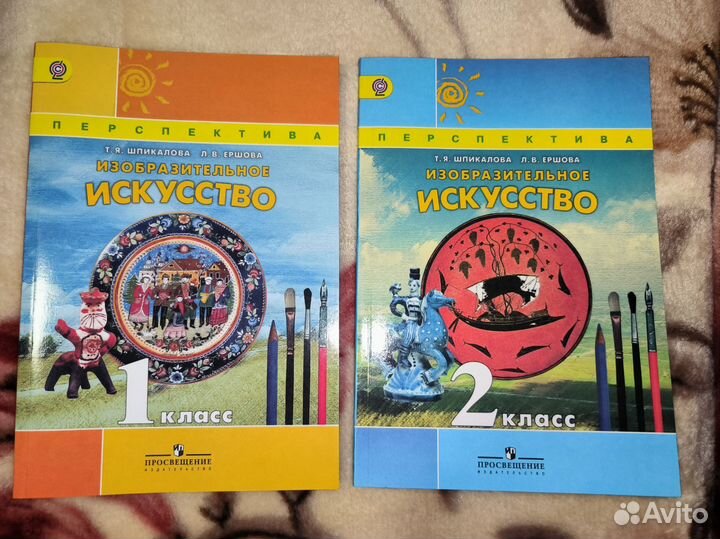 ПЕРСПЕКТИВА
Т.Я. ШПИКАЛОВА Л.В. ЕРШОВА
ИЗОБРАЗИТЕЛЬНОЕ
ИСКУССТВО
1 КЛАСС
ПРОСВЕЩЕНИЕ
ИЗДАТЕЛЬСТВО
ПЕРСПЕКТИВА
Т.Я. ШПИКАЛОВА Л.В. ЕРШОВА
ИЗОБРАЗИТЕЛЬНОЕ
ИСКУССТВО
2 КЛАСС
ПРОСВЕЩЕНИЕ
ИЗДАТЕЛЬСТВО
Avito